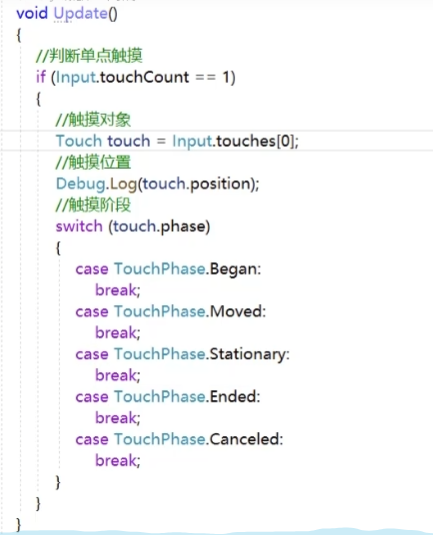 void Update()
{
//判断单点触摸
if (Input.touchCount == 1)
{
//触摸对象
Touch touch = Input.touches[0];
//触摸位置
Debug.Log(touch.position);
//触摸阶段
switch (touch.phase)
{
case TouchPhase.Began:
break;
case TouchPhase.Moved:
break;
case TouchPhase.Stationary:
break;
case TouchPhase.Ended:
break;
case TouchPhase.Canceled:
break;
}
}
}